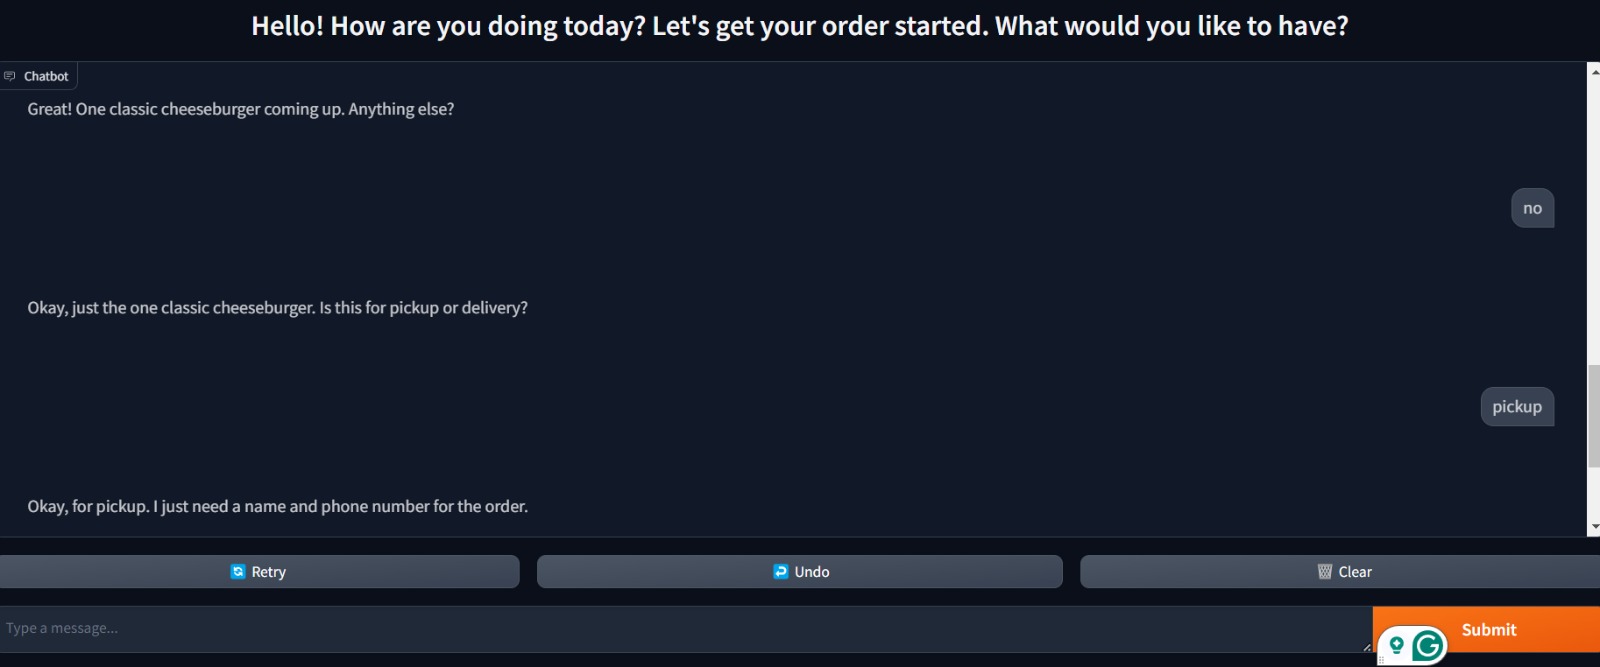 Hello! How are you doing today? Let's get your order started. What would you like to have?
Chatbot
Great! One classic cheeseburger coming up. Anything else?
no
Okay, just the one classic cheeseburger. Is this for pickup or delivery?
pickup
Okay, for pickup. I just need a name and phone number for the order.
Retry
Undo
Clear
Type a message...
Submit